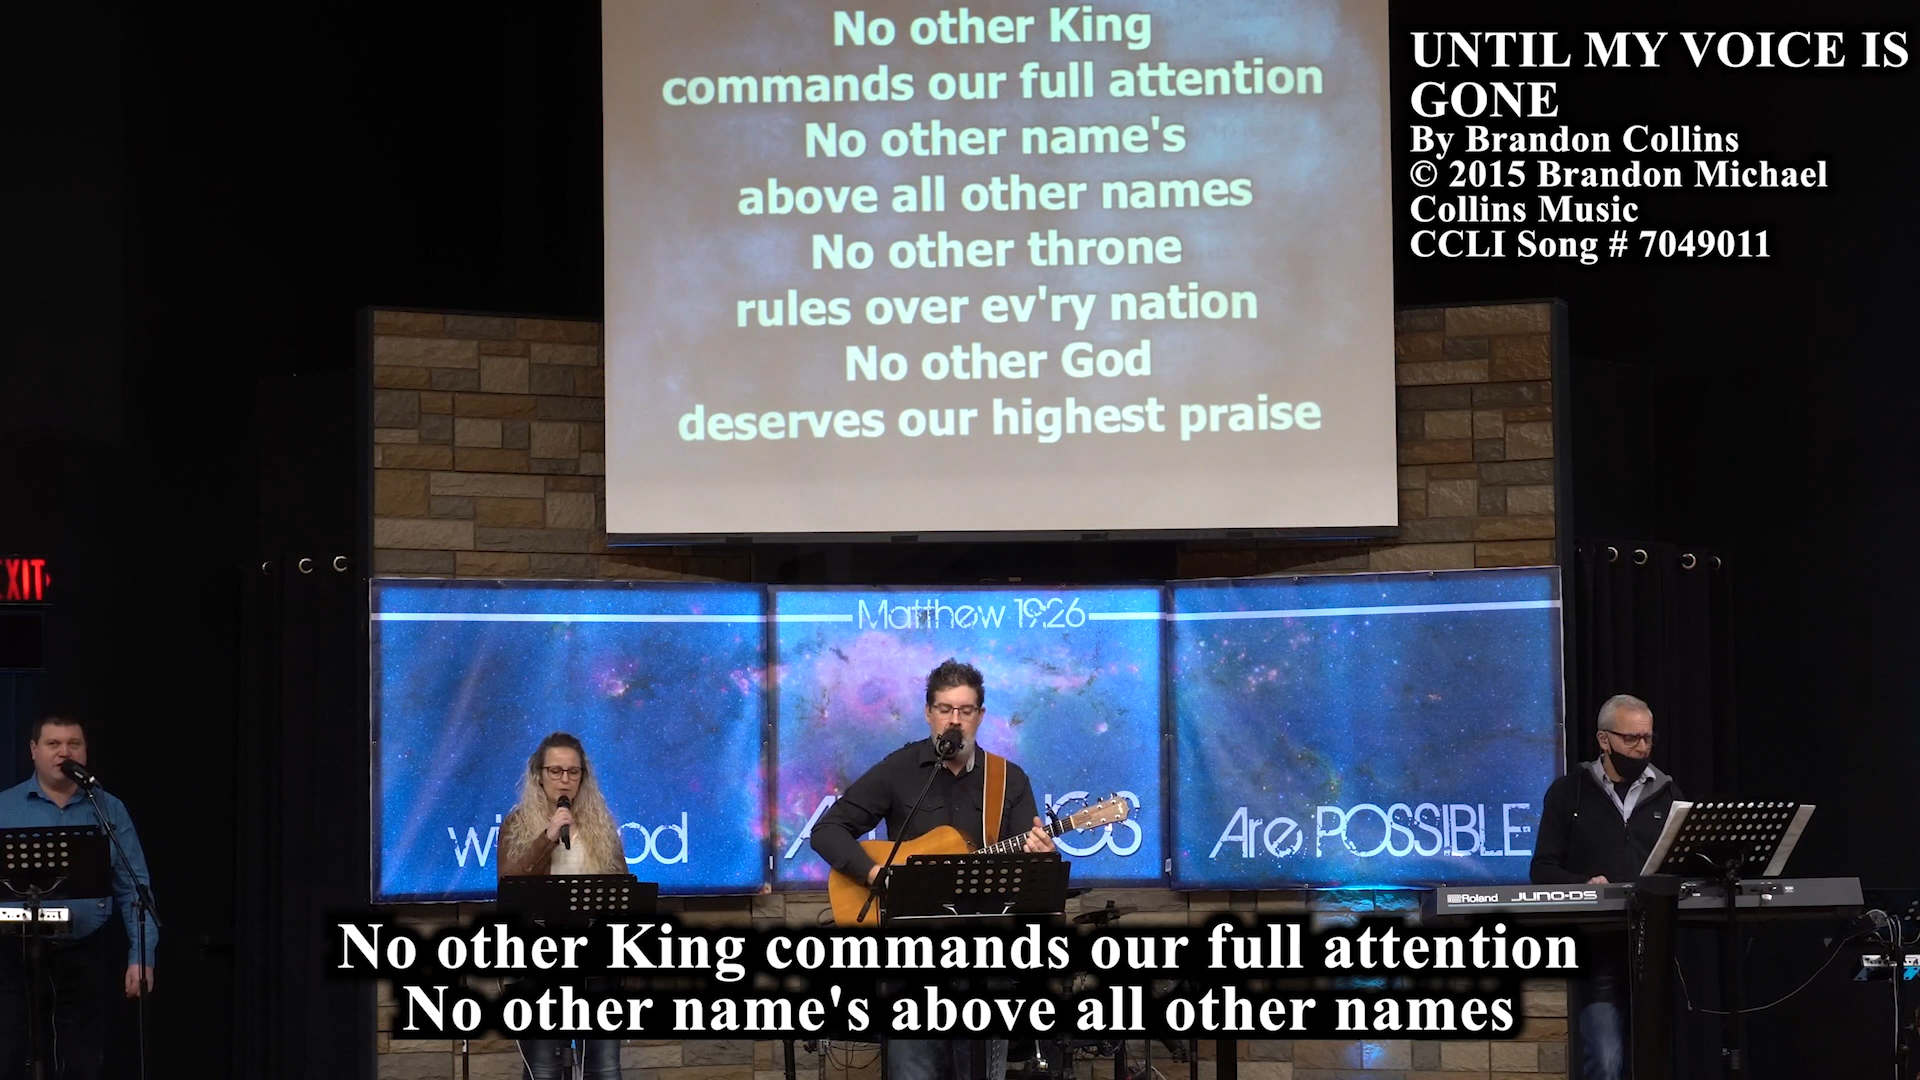 No other King
commands our full attention
No other name's
above all other names
No other throne
rules over ev'ry nation
No other God
deserves our highest praise
UNTIL MY VOICE IS
GONE
By Brandon Collins
© 2015 Brandon Michael
Collins Music
CCLI Song # 7049011
EXIT
Matthew 19:26
Are POSSIBLE
Roland JUNO-DS
No other King commands our full attention
No other name's above all other names